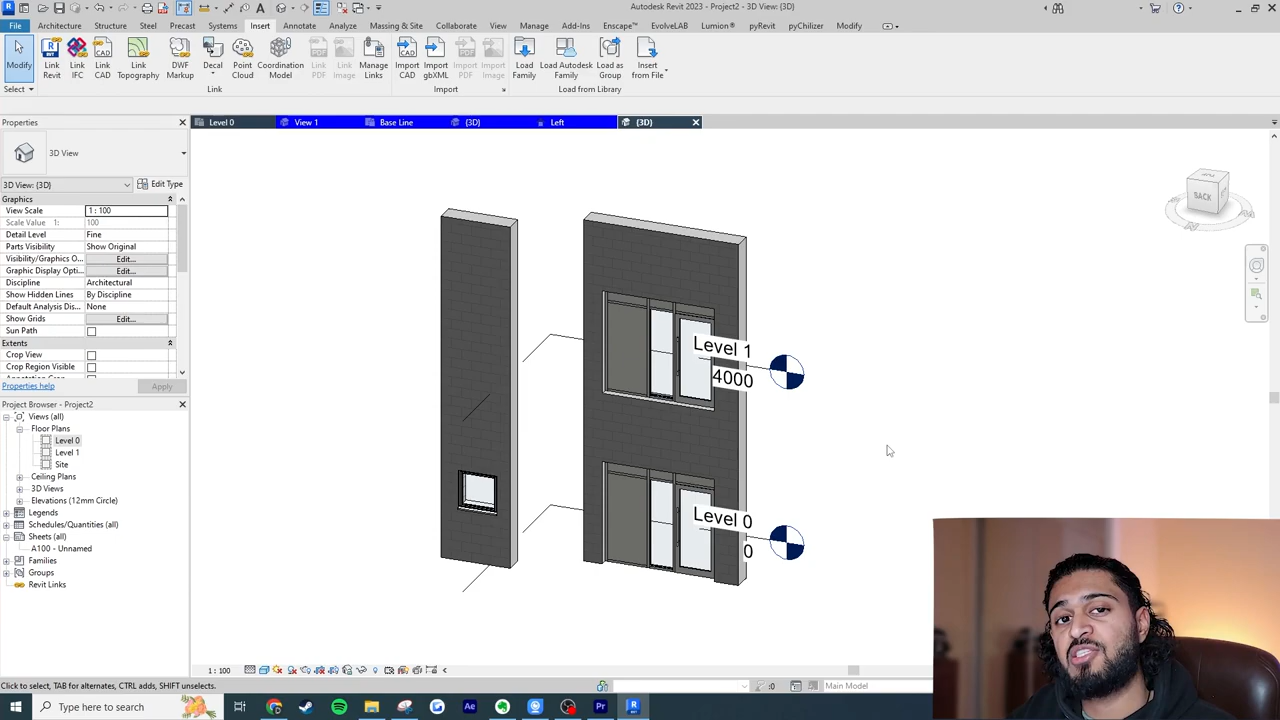 Autodesk Revit 2023 - Project2 - 3D View: {3D}
File Architecture Structure Steel Precast Systems Insert Annotate Analyze Massing & Site Collaborate View Manage Add-Ins Enscape™ EvolveLAB Lumion® pyRevit pyChilizer Modify
Modify
Link Revit
Link IFC
Link CAD
Link Topography
DWF Markup
Decal
Point Cloud
Coordination Model
Link PDF
Link Image
Manage Links
Import CAD
Import gbXML
Import PDF
Import Image
Load Family
Load Autodesk Family
Load as Group
Insert from File
Select
Link
Import
Load from Library
Properties
Level 0
View 1
Base Line
{3D}
Left
{3D}
3D View
3D View: {3D}
Edit Type
Graphics
View Scale 1 : 100
Scale Value 1: 100
Detail Level Fine
Parts Visibility Show Original
Visibility/Graphics O... Edit...
Graphic Display Opti... Edit...
Discipline Architectural
Show Hidden Lines By Discipline
Default Analysis Dis... None
Show Grids Edit...
Sun Path
Extents
Crop View
Crop Region Visible
Properties help
Apply
Project Browser - Project2
Views (all)
Floor Plans
Level 0
Level 1
Site
Ceiling Plans
3D Views
Elevations (12mm Circle)
Legends
Schedules/Quantities (all)
Sheets (all)
A100 - Unnamed
Families
Groups
Revit Links
BACK
Level 1
4000
Level 0
0
1 : 100
Click to select, TAB for alternates, CTRL adds, SHIFT unselects.
:0
Main Model
Type here to search
Ae
Pr